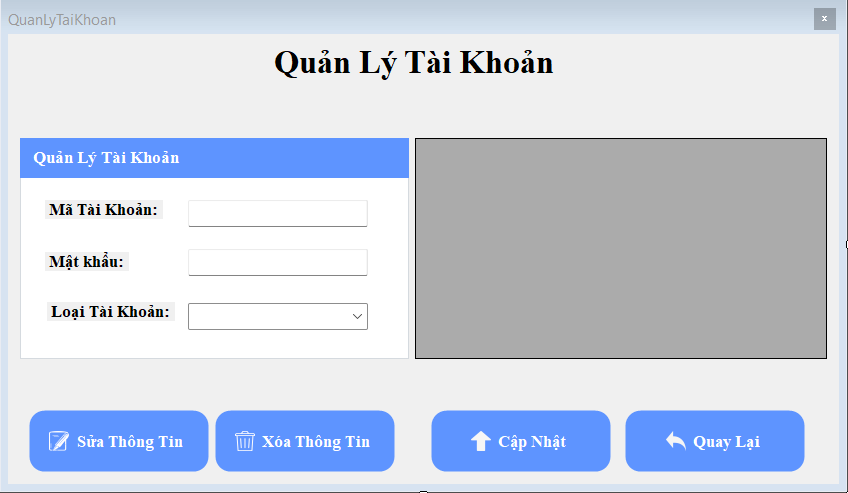 QuanLyTaiKhoan
Quản Lý Tài Khoản
Quản Lý Tài Khoản
Mã Tài Khoản:
Mật khẩu:
Loại Tài Khoản:
Sửa Thông Tin
Xóa Thông Tin
Cập Nhật
Quay Lại